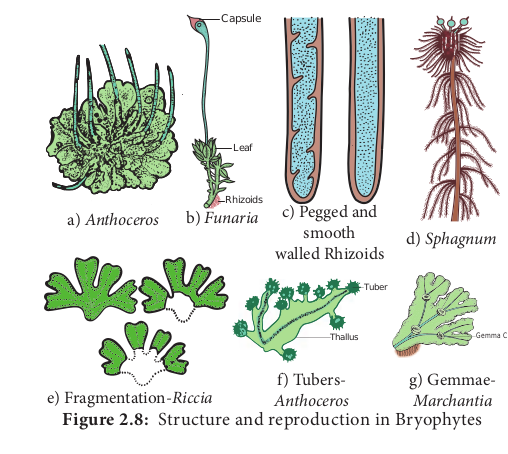 Capsule
Leaf
Rhizoids
a) Anthoceros
b) Funaria
c) Pegged and
smooth
walled Rhizoids
d) Sphagnum
e) Fragmentation-Riccia
Tuber
Thallus
f) Tubers-
Anthoceros
Gemma C
g) Gemmae-
Marchantia
Figure 2.8: Structure and reproduction in Bryophytes